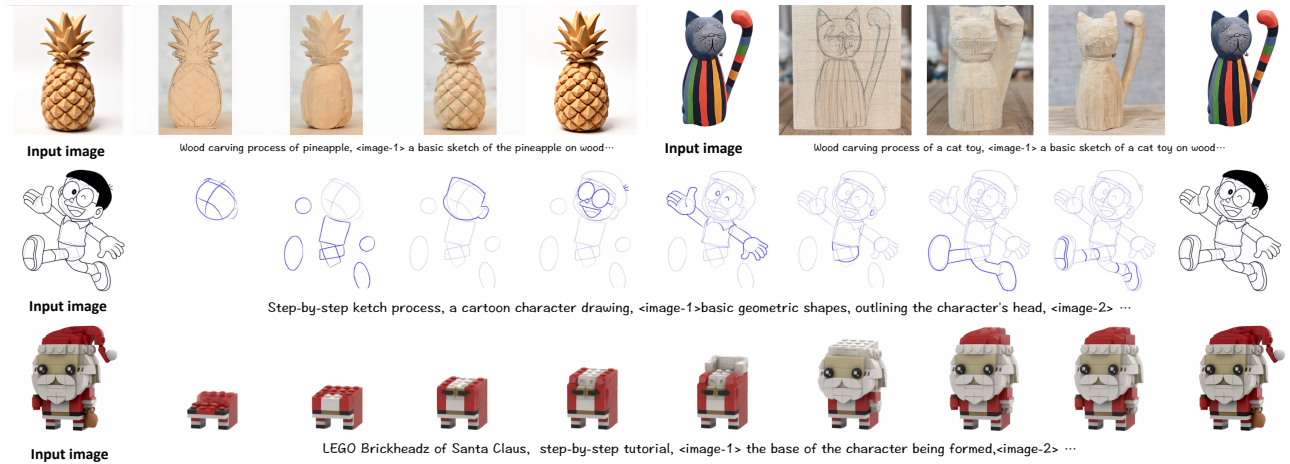 Input image
Wood carving process of pineapple, <image-1> a basic sketch of the pineapple on wood…
Input image
Wood carving process of a cat toy, <image-1> a basic sketch of a cat toy on wood…
Input image
Step-by-step ketch process, a cartoon character drawing, <image-1>basic geometric shapes, outlining the character's head, <image-2> …
Input image
LEGO Brickheadz of Santa Claus, step-by-step tutorial, <image-1> the base of the character being formed,<image-2> …